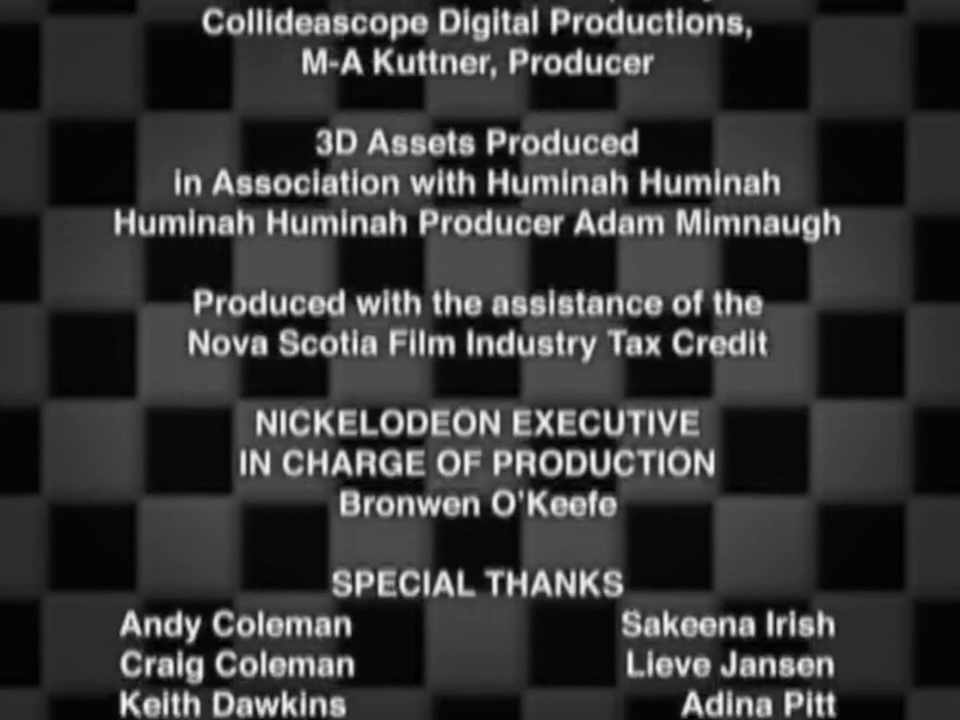 Collideascope Digital Productions,
M-A Kuttner, Producer
3D Assets Produced
in Association with Huminah Huminah
Huminah Huminah Producer Adam Mimnaugh
Produced with the assistance of the
Nova Scotia Film Industry Tax Credit
NICKELODEON EXECUTIVE
IN CHARGE OF PRODUCTION
Bronwen O'Keefe
SPECIAL THANKS
Andy Coleman Sakeena Irish
Craig Coleman Lieve Jansen
Keith Dawkins Adina Pitt